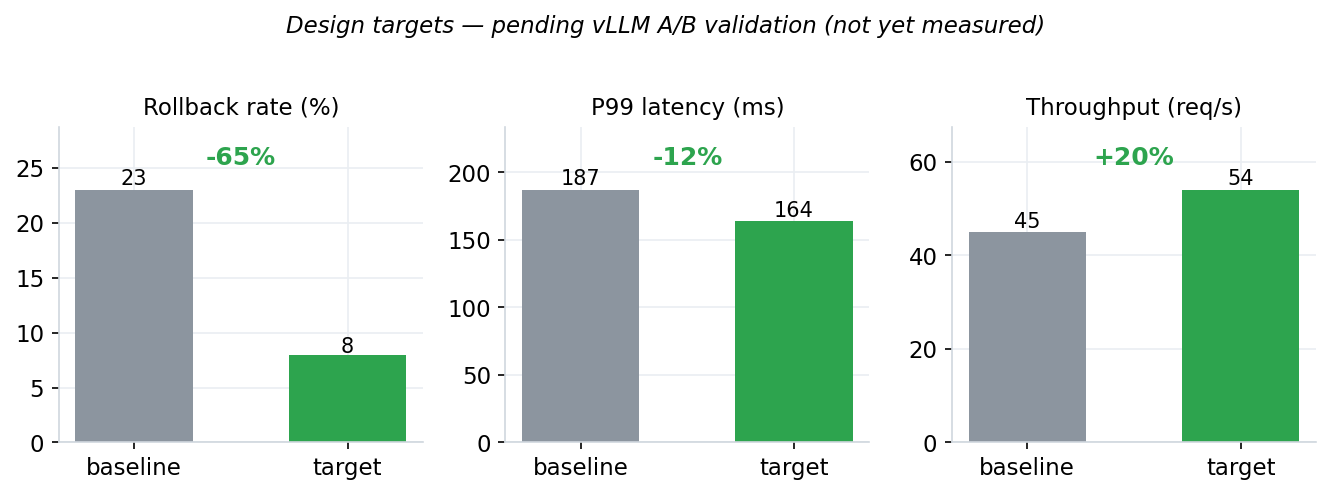 Design targets — pending vLLM A/B validation (not yet measured)
Rollback rate (%)
-65%
25
20
15
10
5
0
23
8
baseline
target
P99 latency (ms)
-12%
200
150
100
50
0
187
164
baseline
target
Throughput (req/s)
+20%
60
40
20
0
45
54
baseline
target